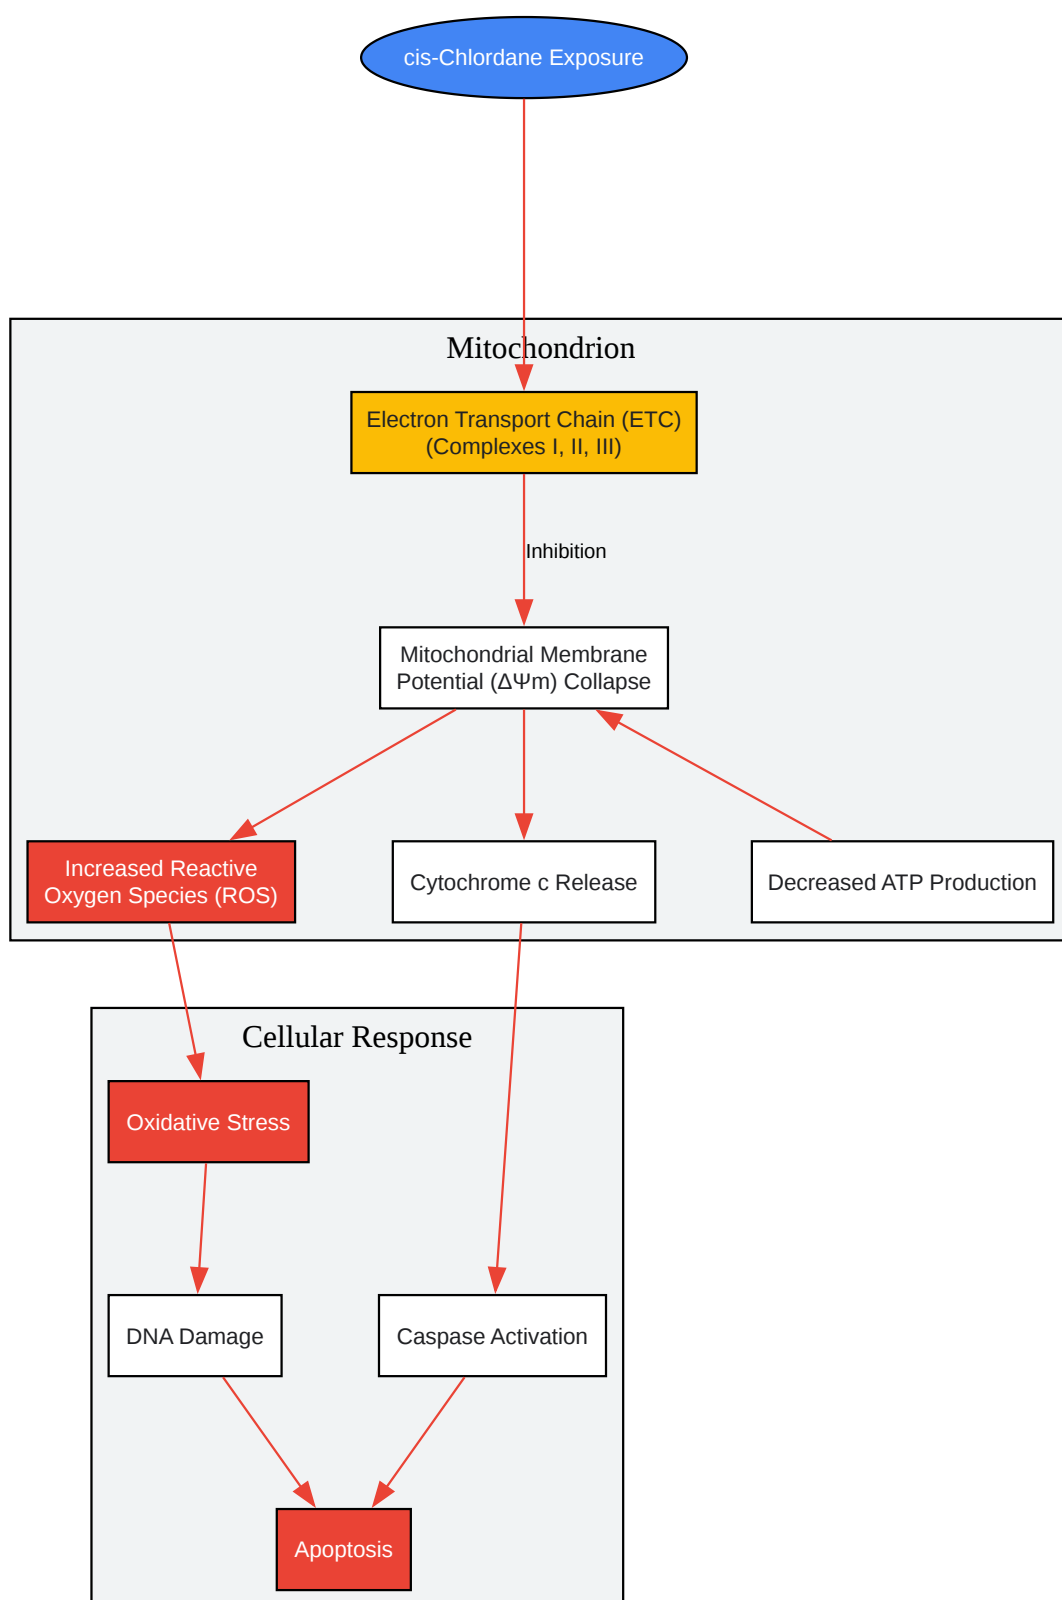 cis-Chlordane Exposure
Mitochondrion
Electron Transport Chain (ETC)
(Complexes I, II, III)
Inhibition
Mitochondrial Membrane
Potential (ΔΨm) Collapse
Increased Reactive
Oxygen Species (ROS)
Cytochrome c Release
Decreased ATP Production
Cellular Response
Oxidative Stress
DNA Damage
Caspase Activation
Apoptosis